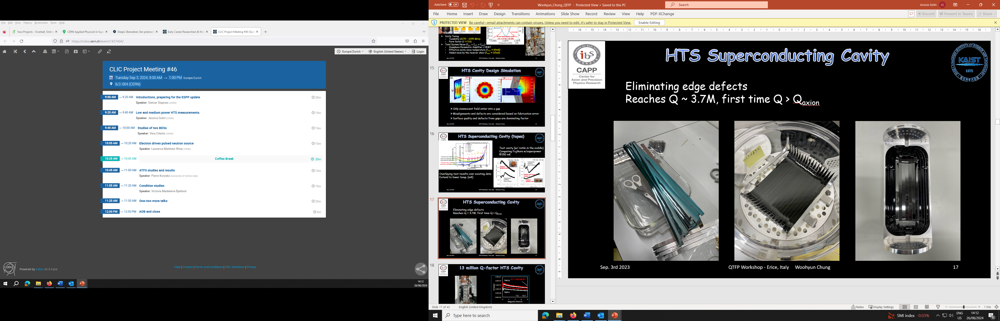 File Edit View History Bookmarks Tools Help
Your Projects - Overleaf, Online
CERN Applied Physicist in Supe
DeepL Übersetzer: Der präziseste
Early Career Researchers & Mu
CLIC Project Meeting #46 (Sept
https://indico.cern.ch/event/1437404/
Europe/Zurich
English (United States)
Login
CLIC Project Meeting #46
Tuesday Sep 3, 2024, 9:00 AM → 1:00 PM Europe/Zurich
6/2-004 (CERN)
9:00 AM → 9:20 AM Introductions, preparing for the ESPP update 20m
Speaker: Steinar Stapnes (CERN)
9:25 AM → 9:40 AM Low and medium power HTS measurements. 15m
Speaker: Jessica Golm (CERN)
9:45 AM → 10:00 AM Studies of two BDSs 15m
Speaker: Vera Cilento (CERN)
10:05 AM → 10:20 AM Electron driven pulsed neutron source 15m
Speaker: Laurence Matthew Wroe (CERN)
10:25 AM → 10:45 AM Coffee Break 20m
10:45 AM → 11:00 AM ATF3 studies and results 15m
Speaker: Pierre Korysko (University of Oxford (GB))
11:05 AM → 11:20 AM Condition studies 15m
Speaker: Victoria Madeleine Bjelland
11:25 AM → 11:50 AM One-two more talks 25m
12:00 PM → 12:05 PM AOB and close 5m
CERN
Powered by Indico v3.3.4-pre
Help | Contact | Terms and conditions | URL Shortener | Privacy
14:12
26/08/2024
AutoSave Off
Woohyun_Chung_QTFP - Protected View • Saved to this PC
Search
Jessica Golm JG
File Home Insert Draw Design Transitions Animations Slide Show Record Review View Help PDF-XChange
Record
Present in Teams
Share
PROTECTED VIEW Be careful—email attachments can contain viruses. Unless you need to edit, it's safer to stay in Protected View. Enable Editing
Cavity Tuning
Tunability (2270 - 2295 MHz)
Form factor (C ≈ 0.6)
Josephson Parametric Amplifier + HEMT
Effective cavity noise temperature
Added noise by the receiver chain
Frequency [Hz]
15
HTS Cavity Design Simulation
Only evanescent field enter into a gap
Misalignments and defects are considered based on fabrication error
Surface quality and defects from gaps are dominating factor
16
HTS Superconducting Cavity (tapes)
Test cavity (w/ rutile in the middle)
Comparing Fujikura w/superpower
@150 mK
Overlaying test results over existing data
Extend to lower temp. (mK)
17
HTS Superconducting Cavity
Eliminating edge defects
Reaches Q ~ 3.7M, first time Q > Qaxion
18
13 million Q-factor HTS Cavity
TM010
TM011
Q Factor
Magnetic Field (T)
ibs
CAPP
Center for
Axion and Precision
Physics Research
HTS Superconducting Cavity
KAIST
1971
Eliminating edge defects
Reaches Q ~ 3.7M, first time Q > Qaxion
Sep. 3rd 2023
QTFP Workshop - Erice, Italy Woohyun Chung
17
Slide 17 of 43
English (United Kingdom)
Notes
Display Settings
119%
Type here to search
SMI index -0.03%
ENG
US
14:12
26/08/2024
10